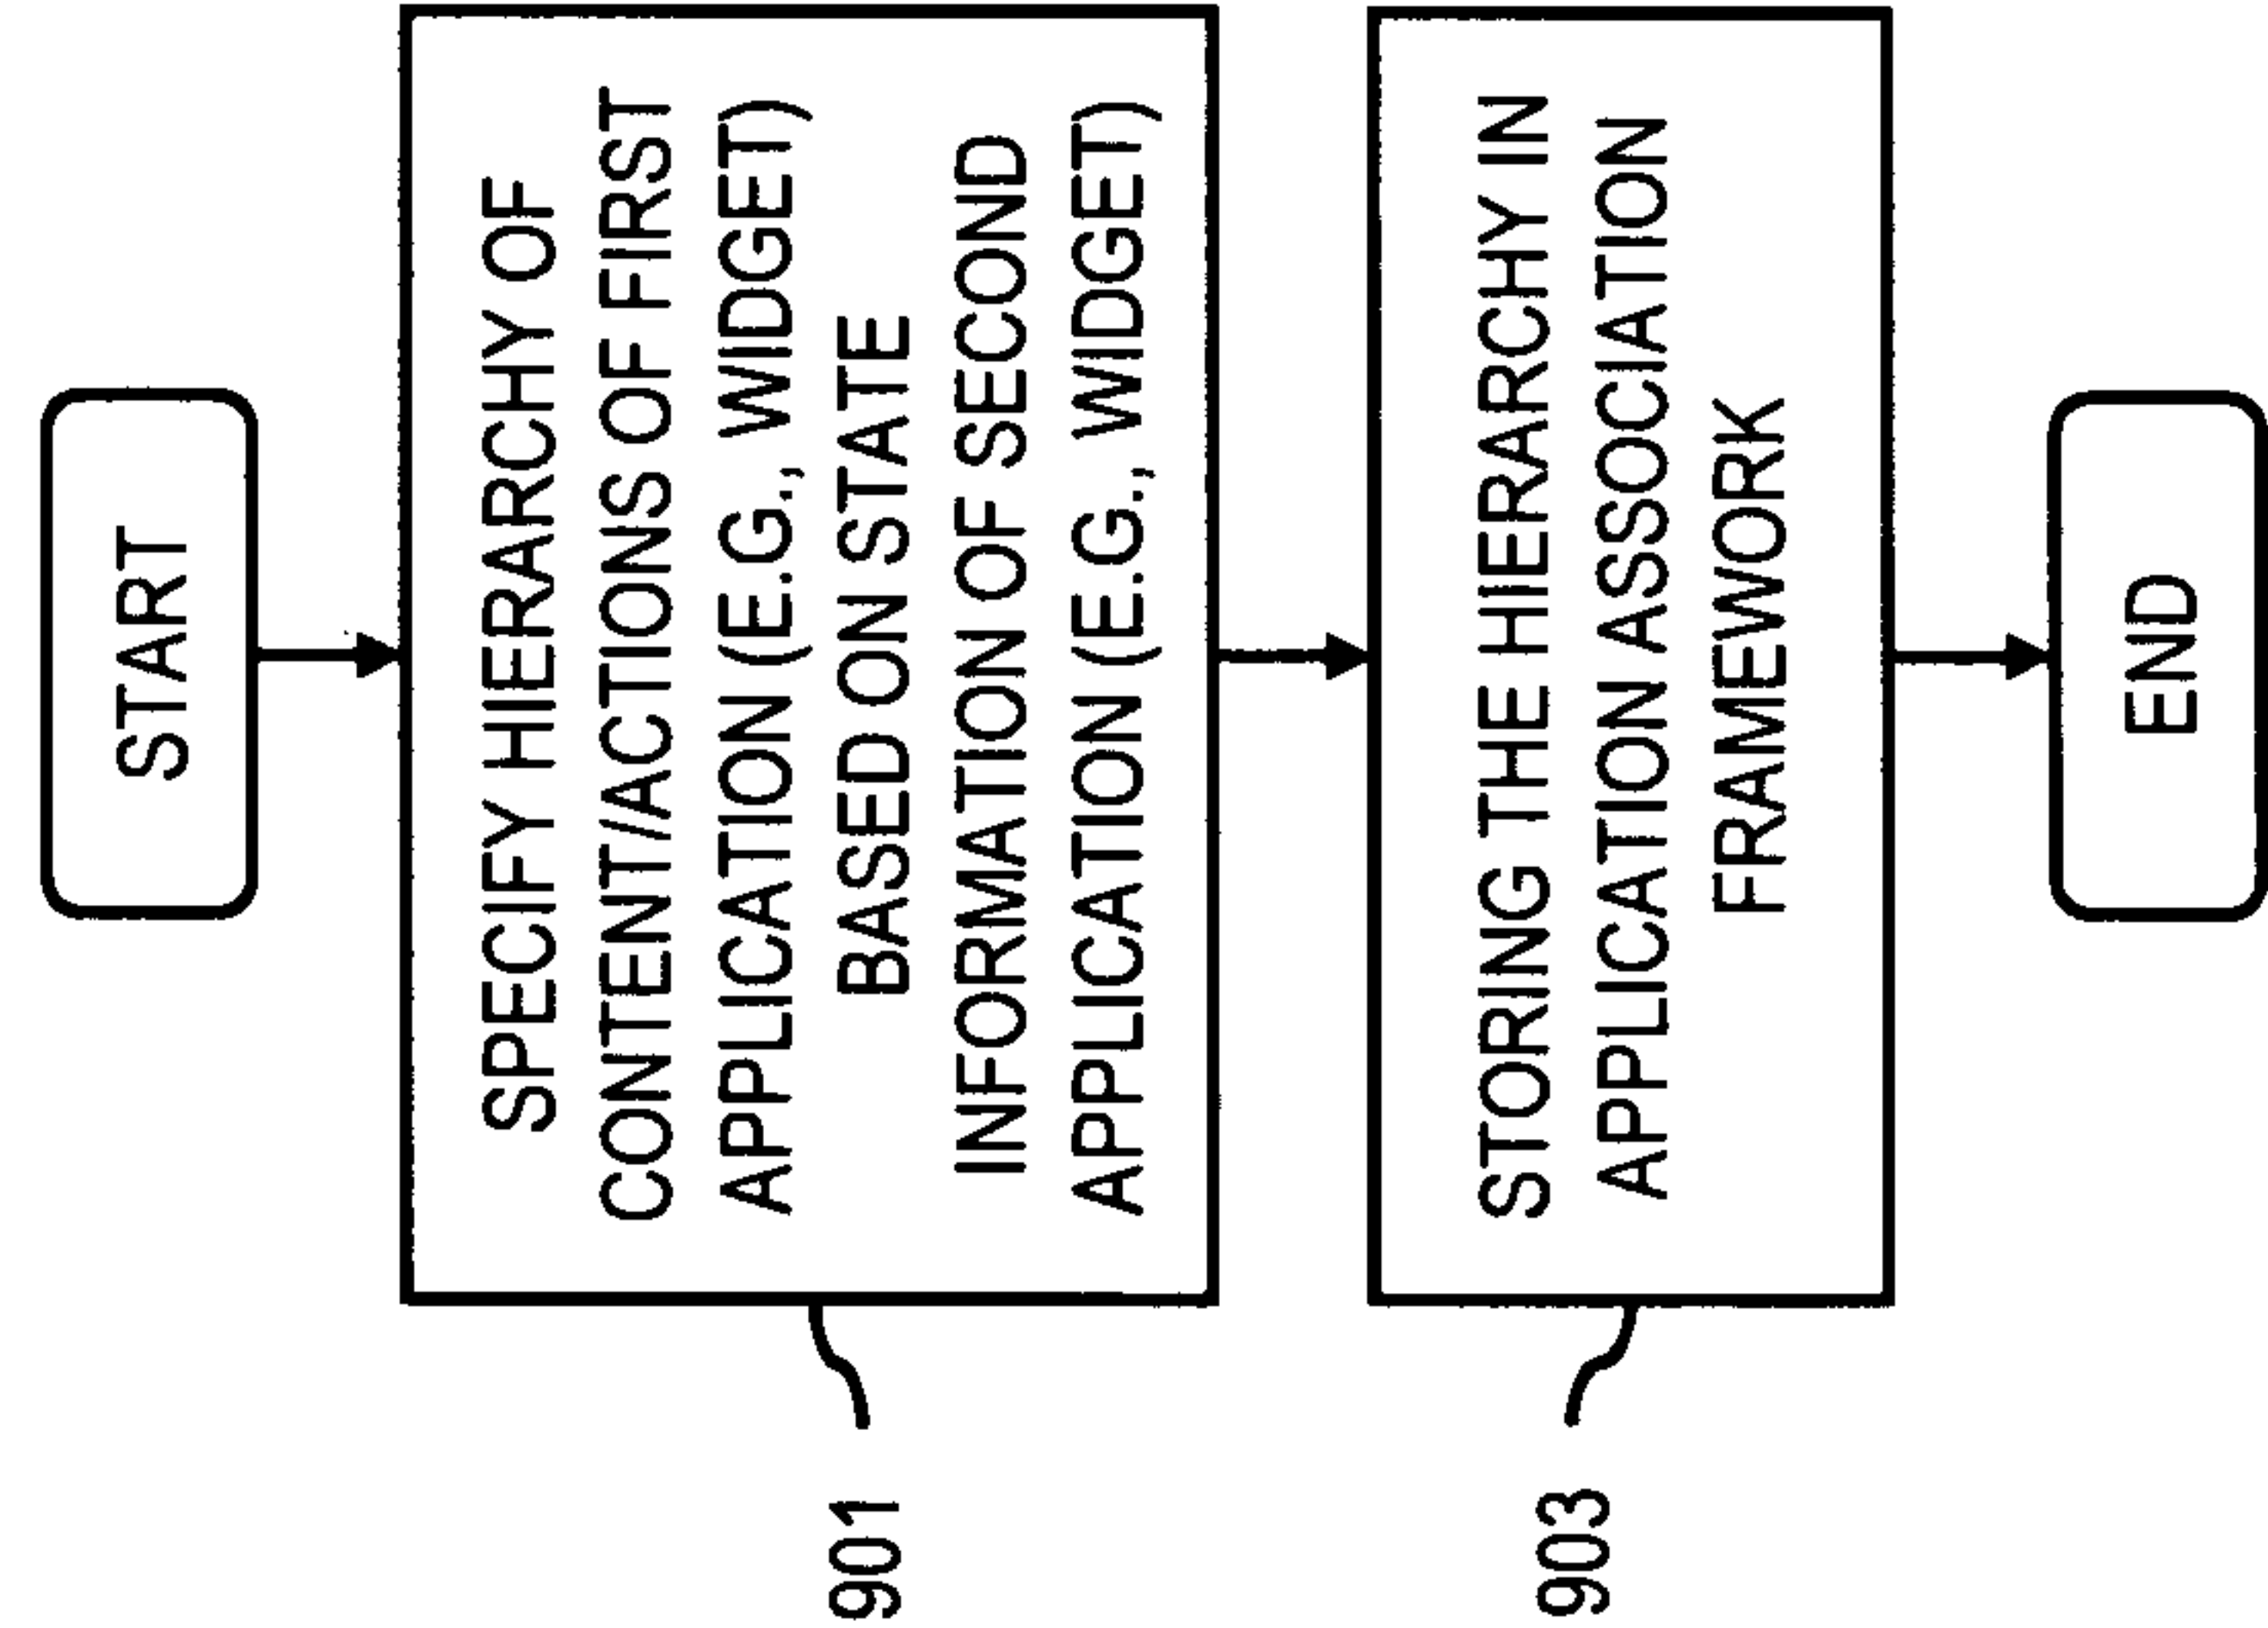 START
SPECIFY HIERARCHY OF
CONTENT//ACTIONS OF FIRST
APPLICATION (E.G., WIDGET)
BASED ON STATE
INFORMATION OF SECOND
APPLICATION (E.G., WIDGET)
901
STORING THE HIERARCHY IN
APPLICATION ASSOCIATION
FRAMEWORK
903
END